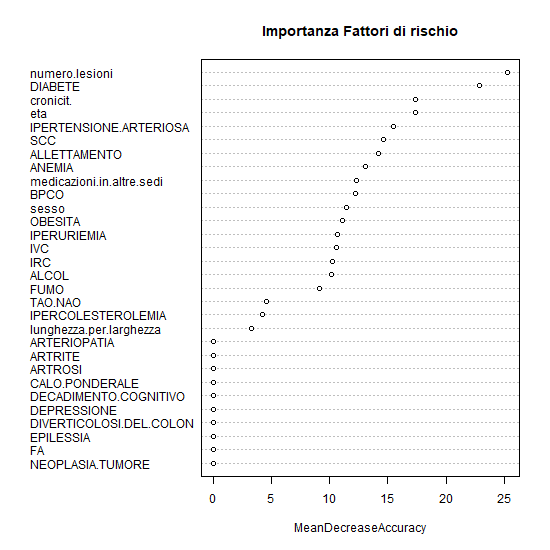 Importanza Fattori di rischio
numero.lesioni
DIABETE
cronicit.
eta
IPERTENSIONE.ARTERIOSA
SCC
ALLETTAMENTO
ANEMIA
medicazioni.in.altre.sedi
BPCO
sesso
OBESITA
IPERURIEMIA
IVC
IRC
ALCOL
FUMO
TAO.NAO
IPERCOLESTEROLEMIA
lunghezza.per.larghezza
ARTERIOPATIA
ARTRITE
ARTROSI
CALO.PONDERALE
DECADIMENTO.COGNITIVO
DEPRESSIONE
DIVERTICOLOSI.DEL.COLON
EPILESSIA
FA
NEOPLASIA.TUMORE
0 5 10 15 20 25
MeanDecreaseAccuracy